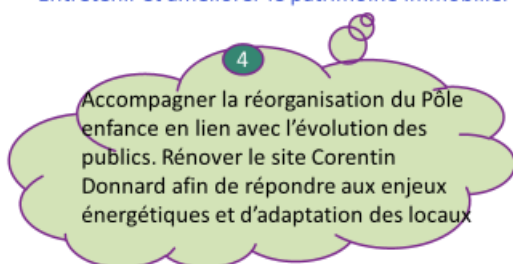 Entretenir et améliorer le patrimoine immobilier
4
Accompagner la réorganisation du Pôle
enfance en lien avec l’évolution des
publics. Rénover le site Corentin
Donnard afin de répondre aux enjeux
énergétiques et d’adaptation des locaux